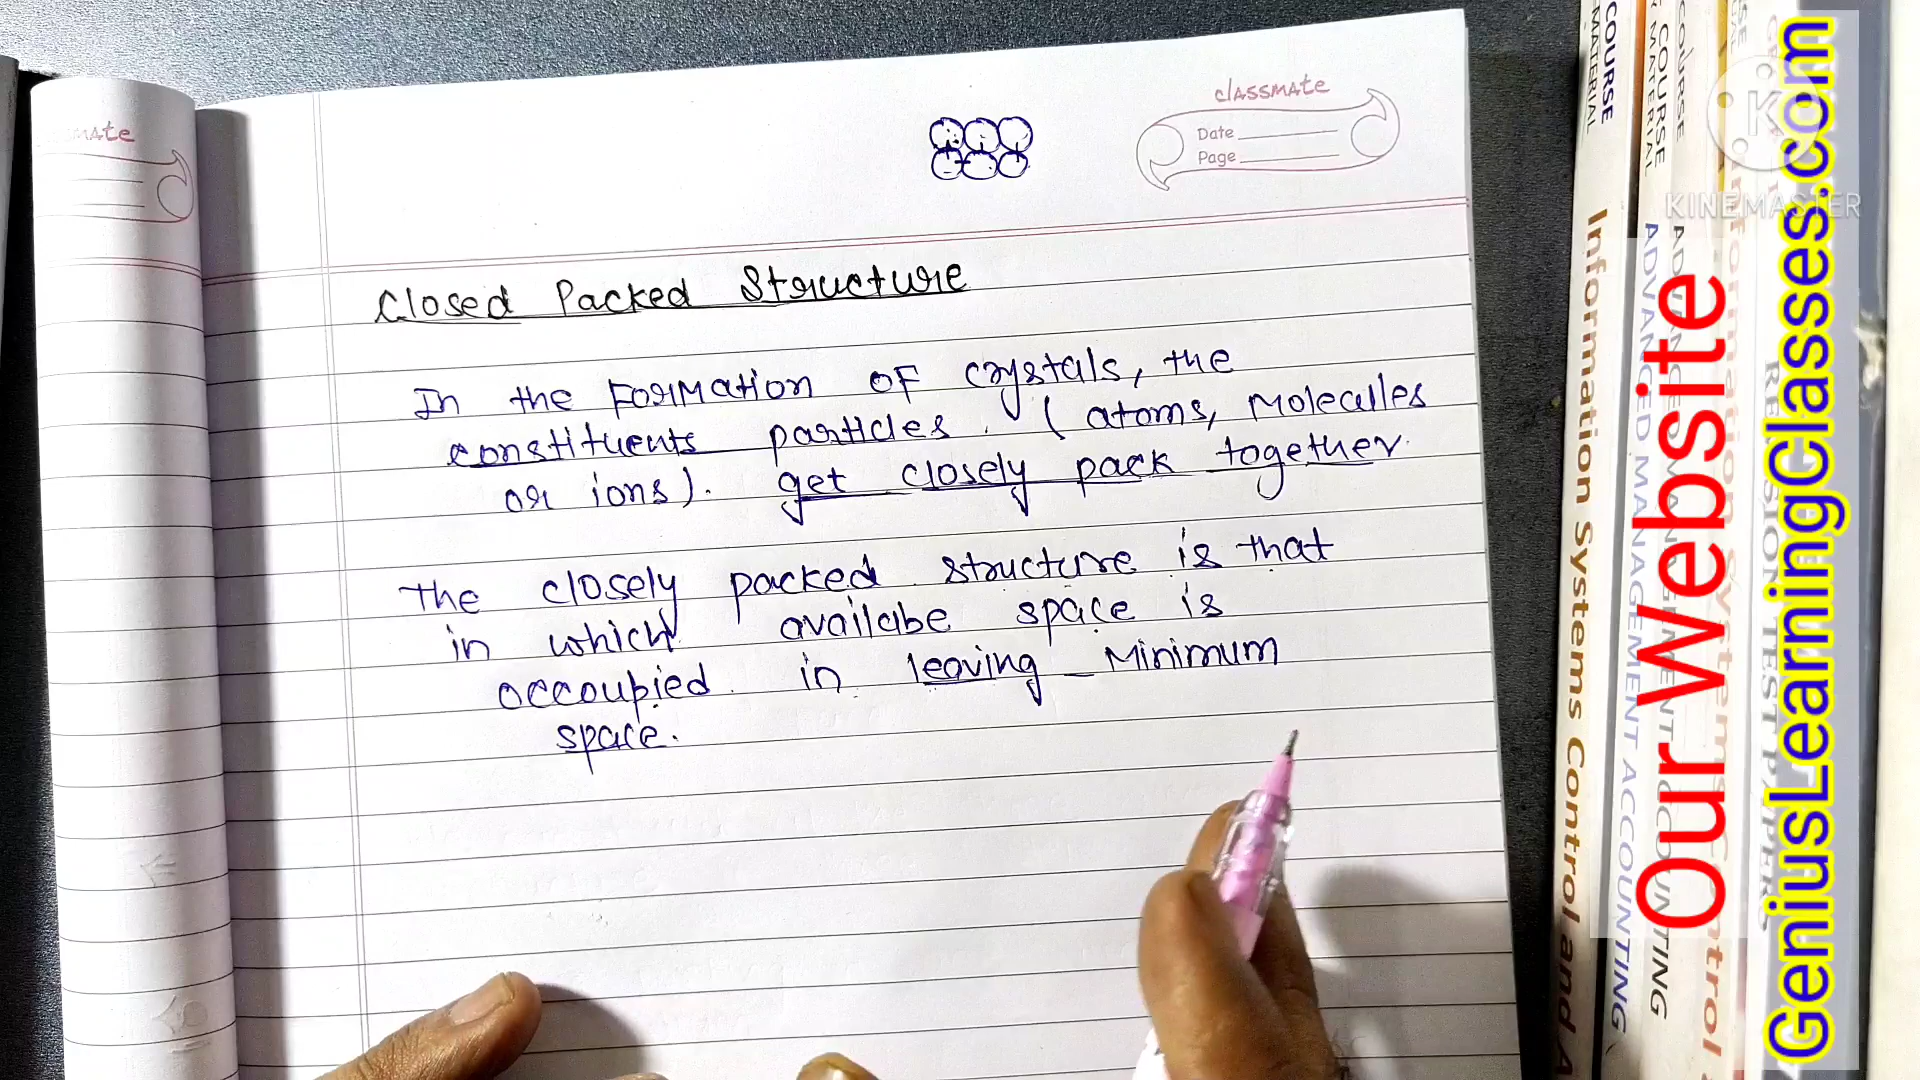 classmate
Date
Page
Closed Packed Structure
In the Formation OF crystals, the
constituents particles. (atoms, Molecules
or ions). get closely pack together.
The closely packed structure is that
in which availabe space is
occoupied in leaving Minimum
space.
Our Website
GeniusLearningClasses.com
KINEMASTER
Information Systems Control and A
ADVANCED MANAGEMENT ACCOUNTING
COURSE
MATERIAL